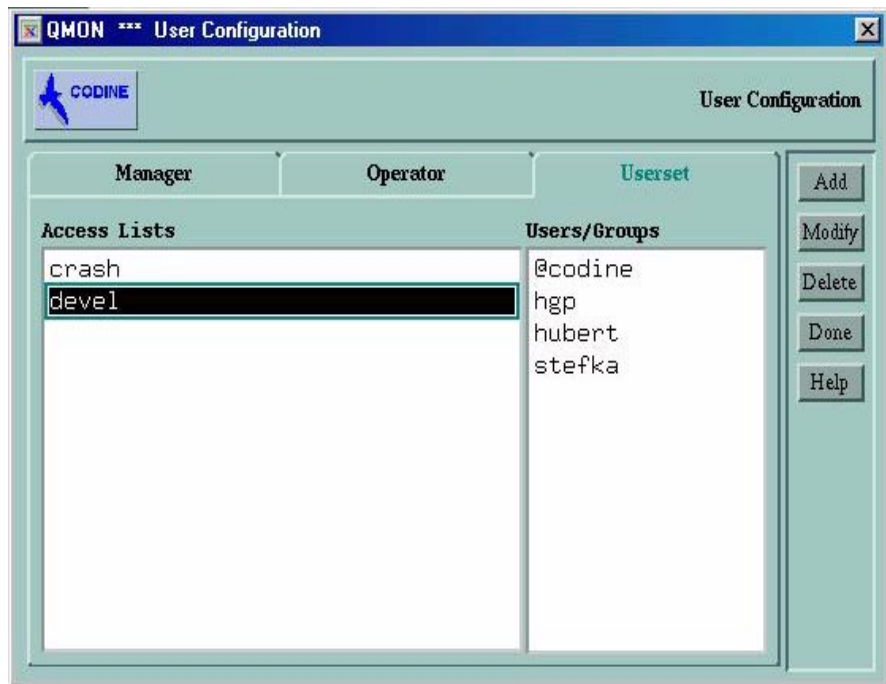 QMON *** User Configuration
CODINE
User Configuration
Manager
Operator
Userset
Access Lists
crash
devel
Users/Groups
@codine
hgp
hubert
stefka
Add
Modify
Delete
Done
Help